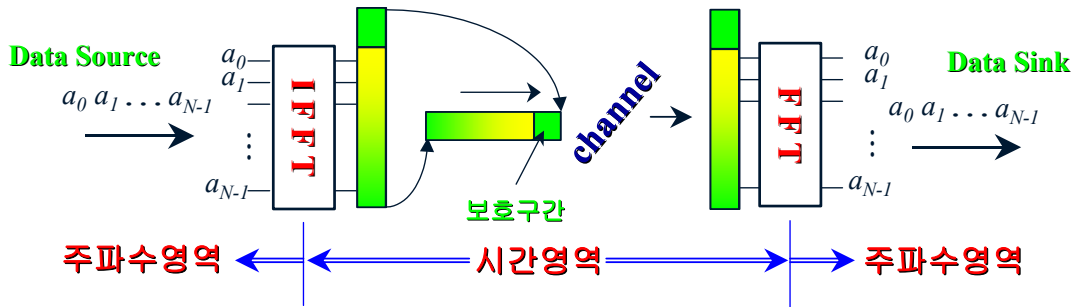 Data Source
a0 a1 ... aN-1
a0
a1
⋮
aN-1
IFFT
보호구간
channel
FFT
a0
a1
⋮
aN-1
Data Sink
a0 a1 ... aN-1
주파수영역
시간영역
주파수영역